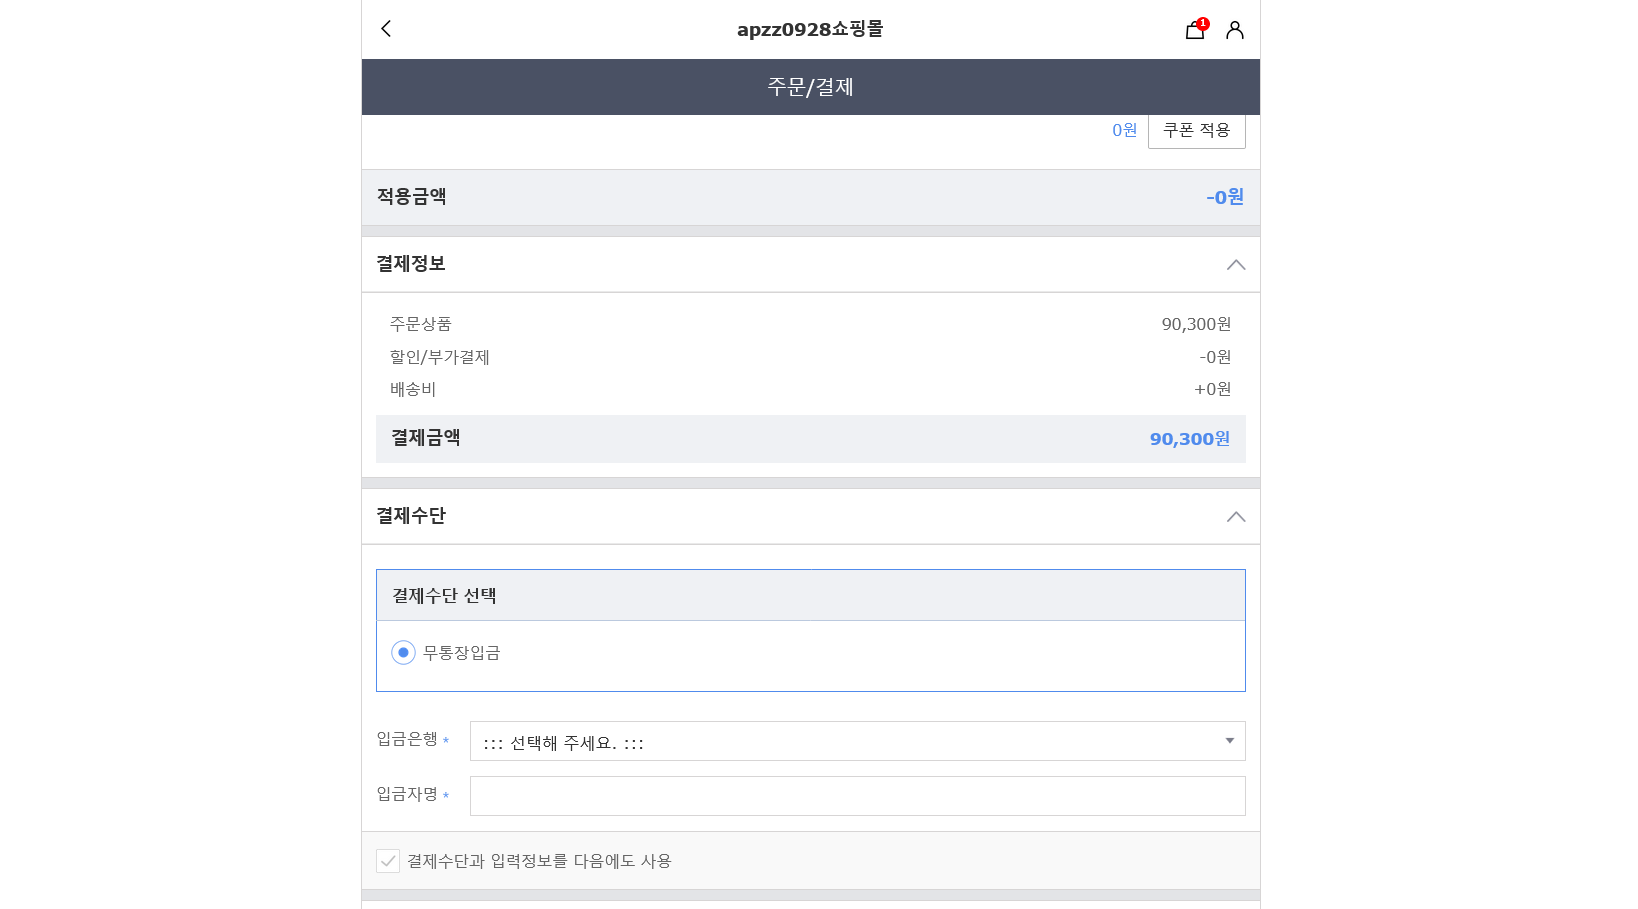 apzz0928쇼핑몰
1
주문/결제
0원 쿠폰 적용
적용금액 -0원
결제정보
주문상품 90,300원
할인/부가결제 -0원
배송비 +0원
결제금액 90,300원
결제수단
결제수단 선택
무통장입금
입금은행 * ::: 선택해 주세요. :::
입금자명 *
결제수단과 입력정보를 다음에도 사용